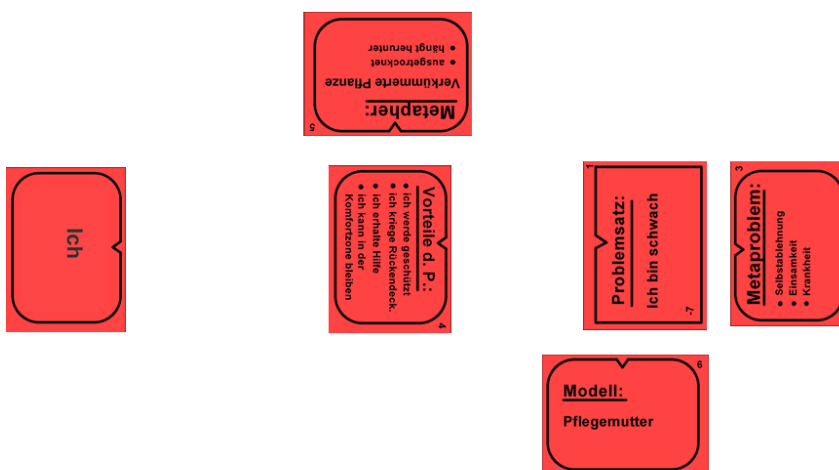 5
Metapher:
Verkümmerte Pflanze
• ausgetrocknet
• hängt herunter
Ich
4
Vorteile d. P.:
• ich werde geschützt
• ich kriege Rückendeck.
• ich erhalte Hilfe
• ich kann in der
Komfortzone bleiben
1
Problemsatz:
Ich bin schwach
-7
3
Metaproblem:
• Selbstablehnung
• Einsamkeit
• Krankheit
6
Modell:
Pflegemutter